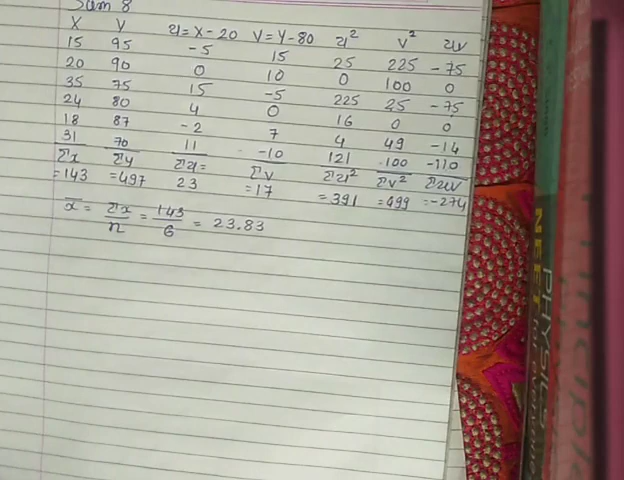 Sum 8
X Y u=X-20 V=Y-80 u² v² uv
15 95 -5 15 25 225 -75
20 90 0 10 0 100 0
35 75 15 -5 225 25 -75
24 80 4 0 16 0 0
18 87 -2 7 4 49 -14
31 70 11 -10 121 100 -110
Σx Σy Σu= Σv Σu² Σv² Σuv
=143 =497 23 =17 =391 =499 =-274
x̄ = Σx/n = 143/6 = 23.83
PHYSICS
NEET